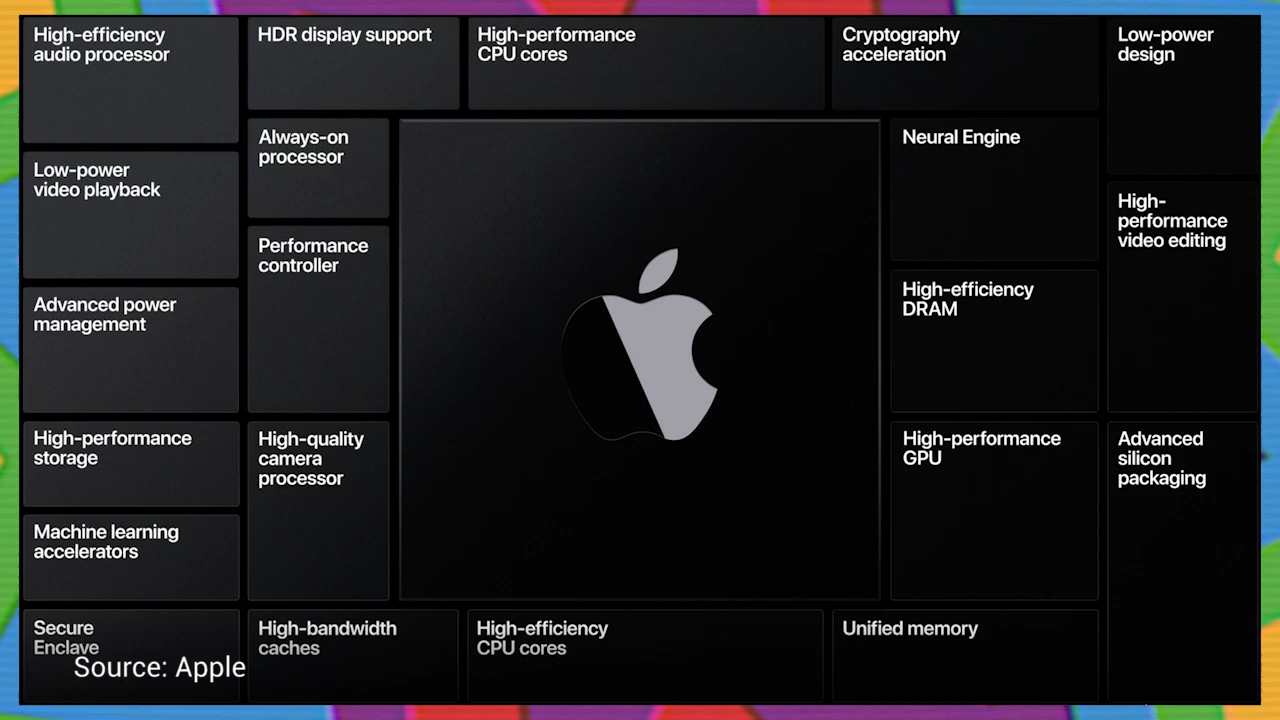 High-efficiency
audio processor
HDR display support
High-performance
CPU cores
Cryptography
acceleration
Low-power
design
Always-on
processor
Neural Engine
Low-power
video playback
High-
performance
video editing
Performance
controller
High-efficiency
DRAM
Advanced power
management
High-performance
storage
High-quality
camera
processor
High-performance
GPU
Advanced
silicon
packaging
Machine learning
accelerators
Secure
Enclave
High-bandwidth
caches
High-efficiency
CPU cores
Unified memory
Source: Apple